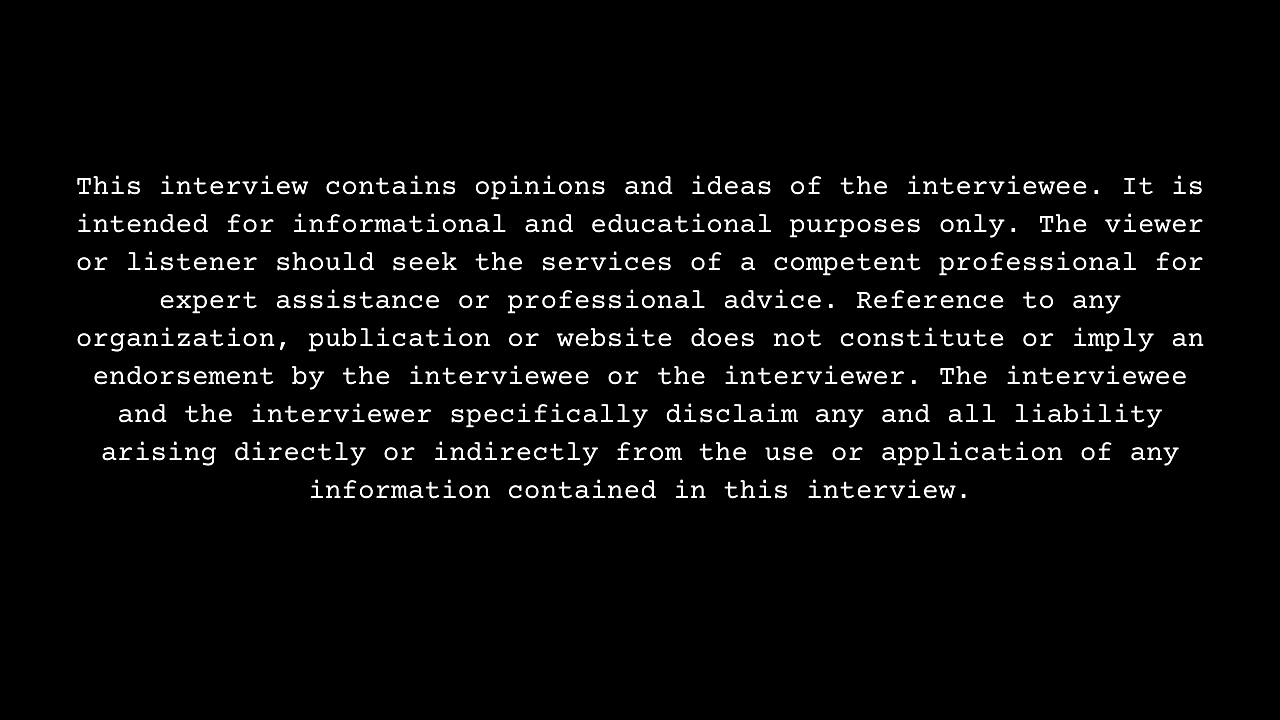 This interview contains opinions and ideas of the interviewee. It is
intended for informational and educational purposes only. The viewer
or listener should seek the services of a competent professional for
expert assistance or professional advice. Reference to any
organization, publication or website does not constitute or imply an
endorsement by the interviewee or the interviewer. The interviewee
and the interviewer specifically disclaim any and all liability
arising directly or indirectly from the use or application of any
information contained in this interview.